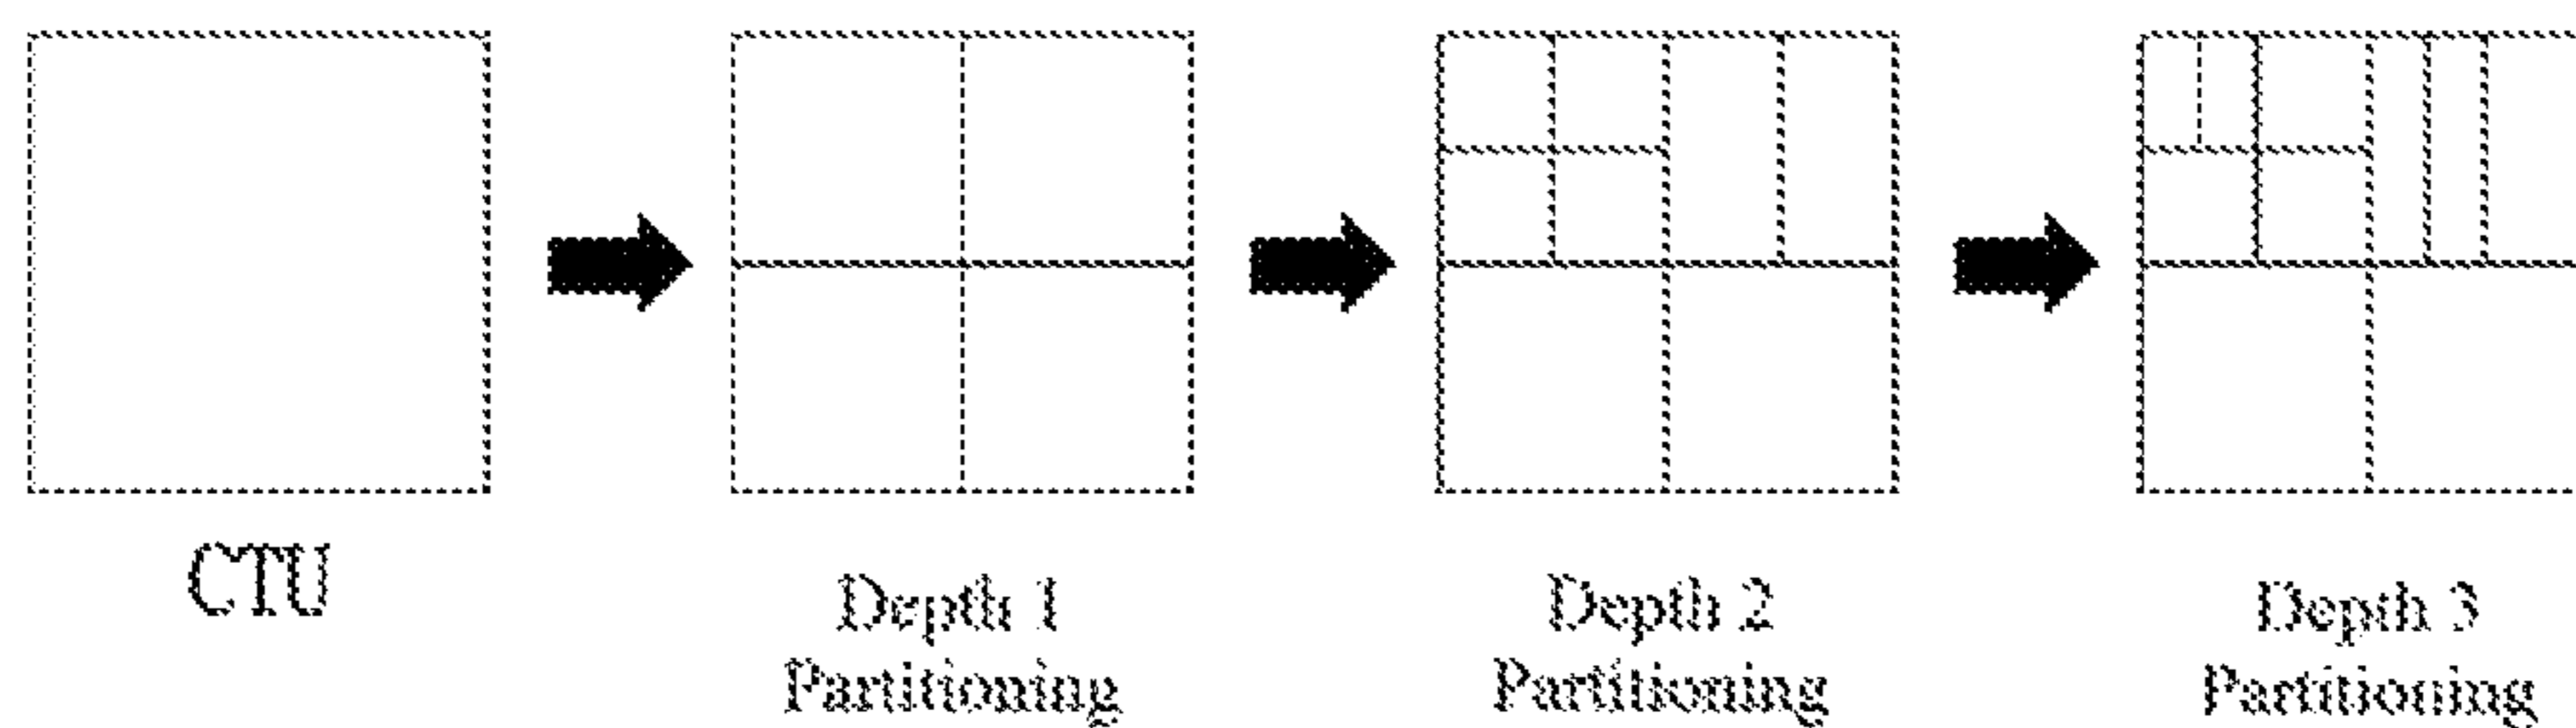 CTU
Depth 1
Partitioning
Depth 2
Partitioning
Depth 3
Partitioning